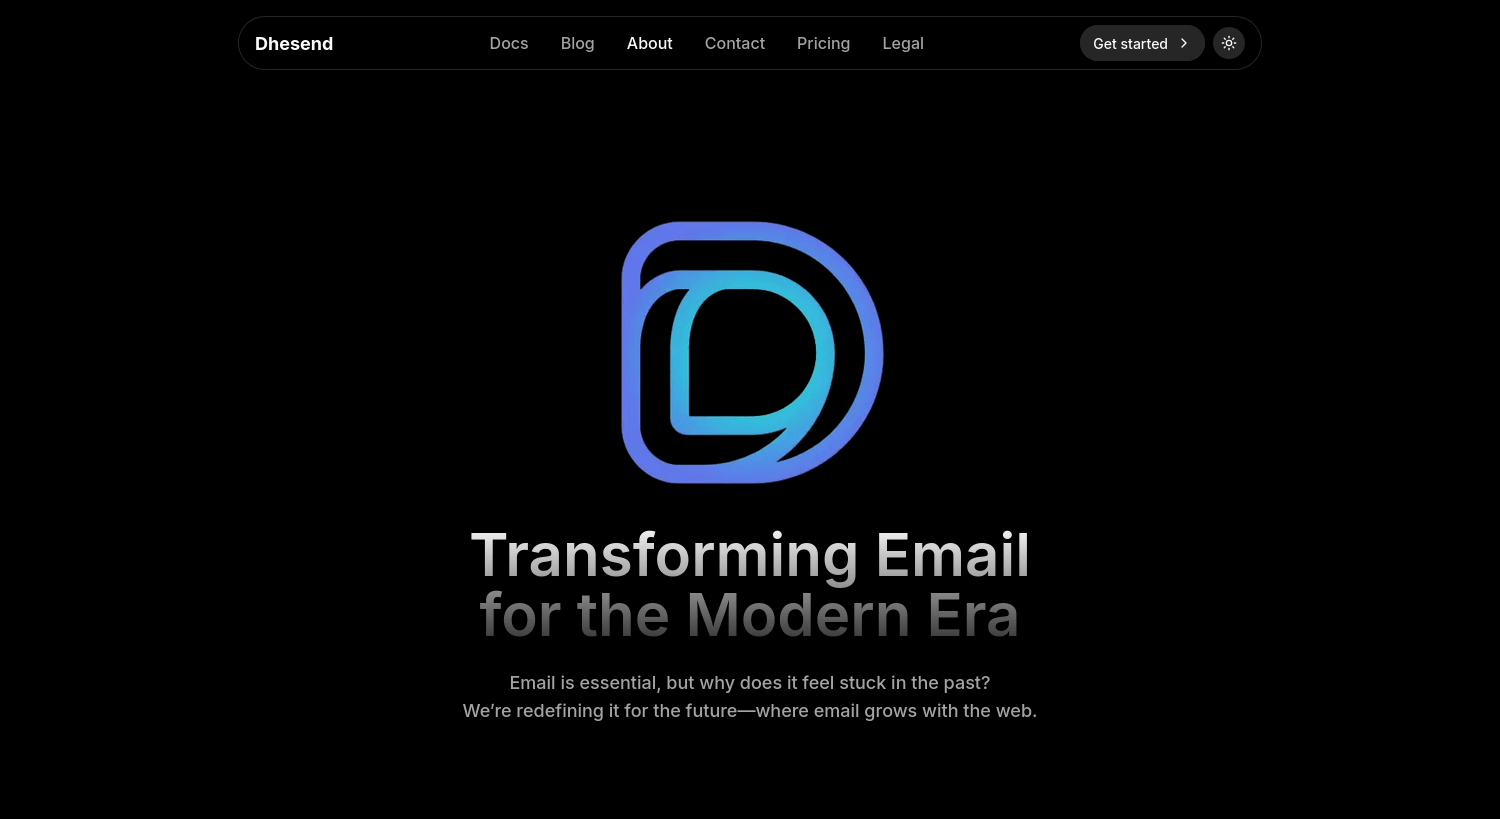 Dhesend
Docs
Blog
About
Contact
Pricing
Legal
Get started
Transforming Email
for the Modern Era
Email is essential, but why does it feel stuck in the past?
We’re redefining it for the future—where email grows with the web.